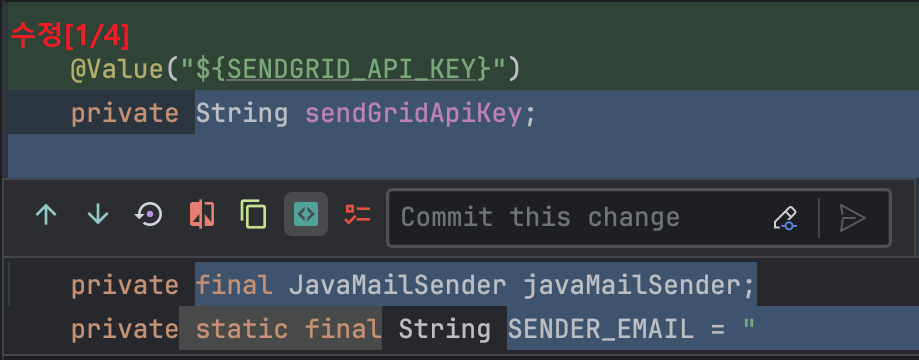 수정[1/4]
@Value("${SENDGRID_API_KEY}")
private String sendGridApiKey;
Commit this change
private final JavaMailSender javaMailSender;
private static final String SENDER_EMAIL = "